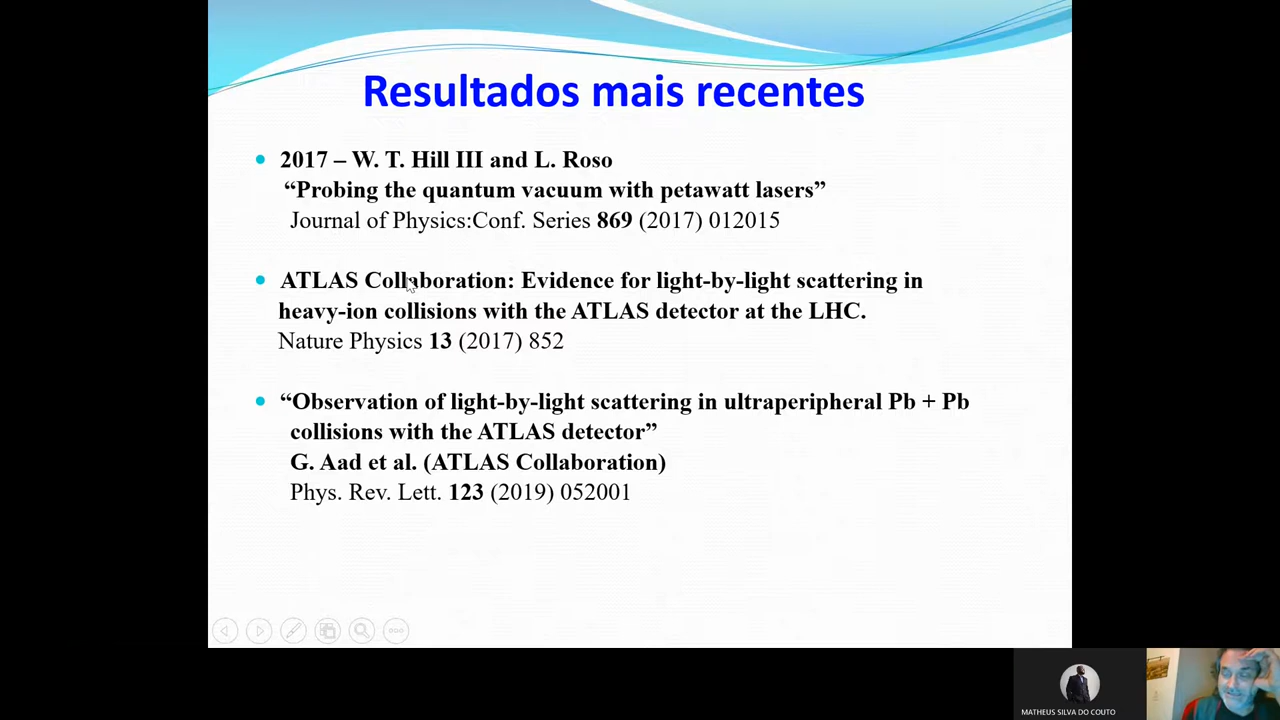 Resultados mais recentes
2017 – W. T. Hill III and L. Roso
“Probing the quantum vacuum with petawatt lasers”
Journal of Physics:Conf. Series 869 (2017) 012015
ATLAS Collaboration: Evidence for light-by-light scattering in
heavy-ion collisions with the ATLAS detector at the LHC.
Nature Physics 13 (2017) 852
“Observation of light-by-light scattering in ultraperipheral Pb + Pb
collisions with the ATLAS detector”
G. Aad et al. (ATLAS Collaboration)
Phys. Rev. Lett. 123 (2019) 052001
MATHEUS SILVA DO COUTO